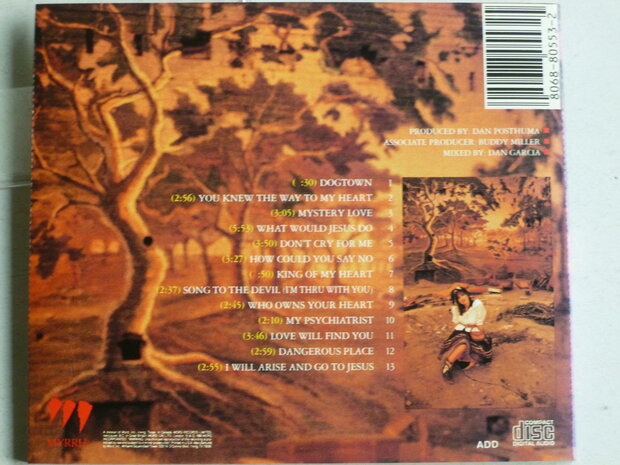 8068-80553-2
PRODUCED BY: DAN POSTHUMA
ASSOCIATE PRODUCER: BUDDY MILLER
MIXED BY: DAN GARCIA
( :30) DOGTOWN 1
(2:56) YOU KNEW THE WAY TO MY HEART 2
(3:05) MYSTERY LOVE 3
(5:53) WHAT WOULD JESUS DO 4
(3:50) DON'T CRY FOR ME 5
(3:27) HOW COULD YOU SAY NO 6
( :50) KING OF MY HEART 7
(2:37) SONG TO THE DEVIL (I'M THRU WITH YOU) 8
(2:45) WHO OWNS YOUR HEART 9
(2:10) MY PSYCHIATRIST 10
(3:46) LOVE WILL FIND YOU 11
(2:59) DANGEROUS PLACE 12
(2:55) I WILL ARISE AND GO TO JESUS 13
MYRRH
ADD
COMPACT
disc
DIGITAL AUDIO